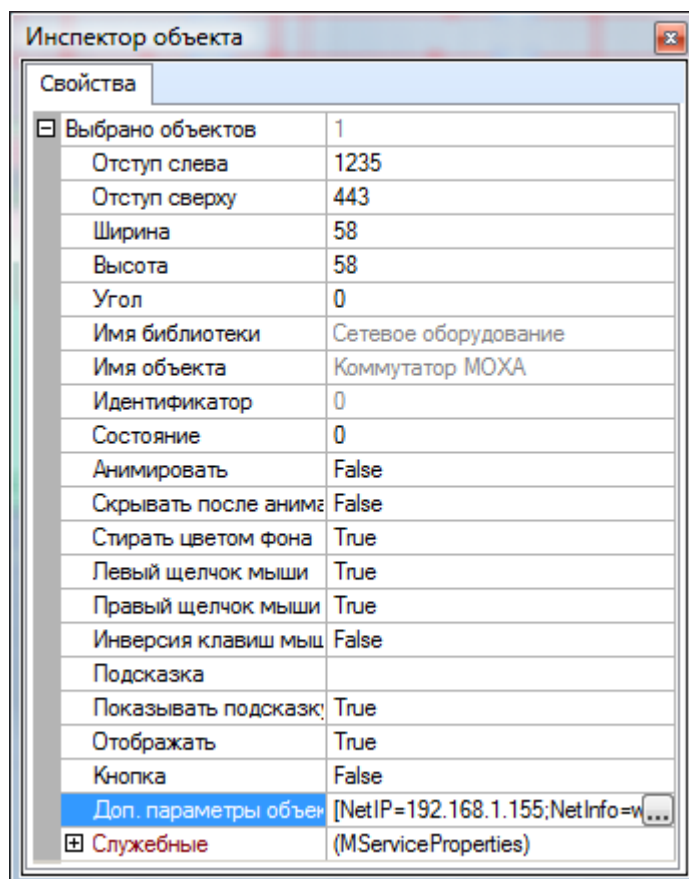 Инспектор объекта
Свойства
Выбрано объектов 1
Отступ слева 1235
Отступ сверху 443
Ширина 58
Высота 58
Угол 0
Имя библиотеки Сетевое оборудование
Имя объекта Коммутатор MOXA
Идентификатор 0
Состояние 0
Анимировать False
Скрывать после анима False
Стирать цветом фона True
Левый щелчок мыши True
Правый щелчок мыши True
Инверсия клавиш мыш False
Подсказка
Показывать подсказку True
Отображать True
Кнопка False
Доп. параметры объек [NetIP=192.168.1.155;NetInfo=w ...
Служебные (MServiceProperties)